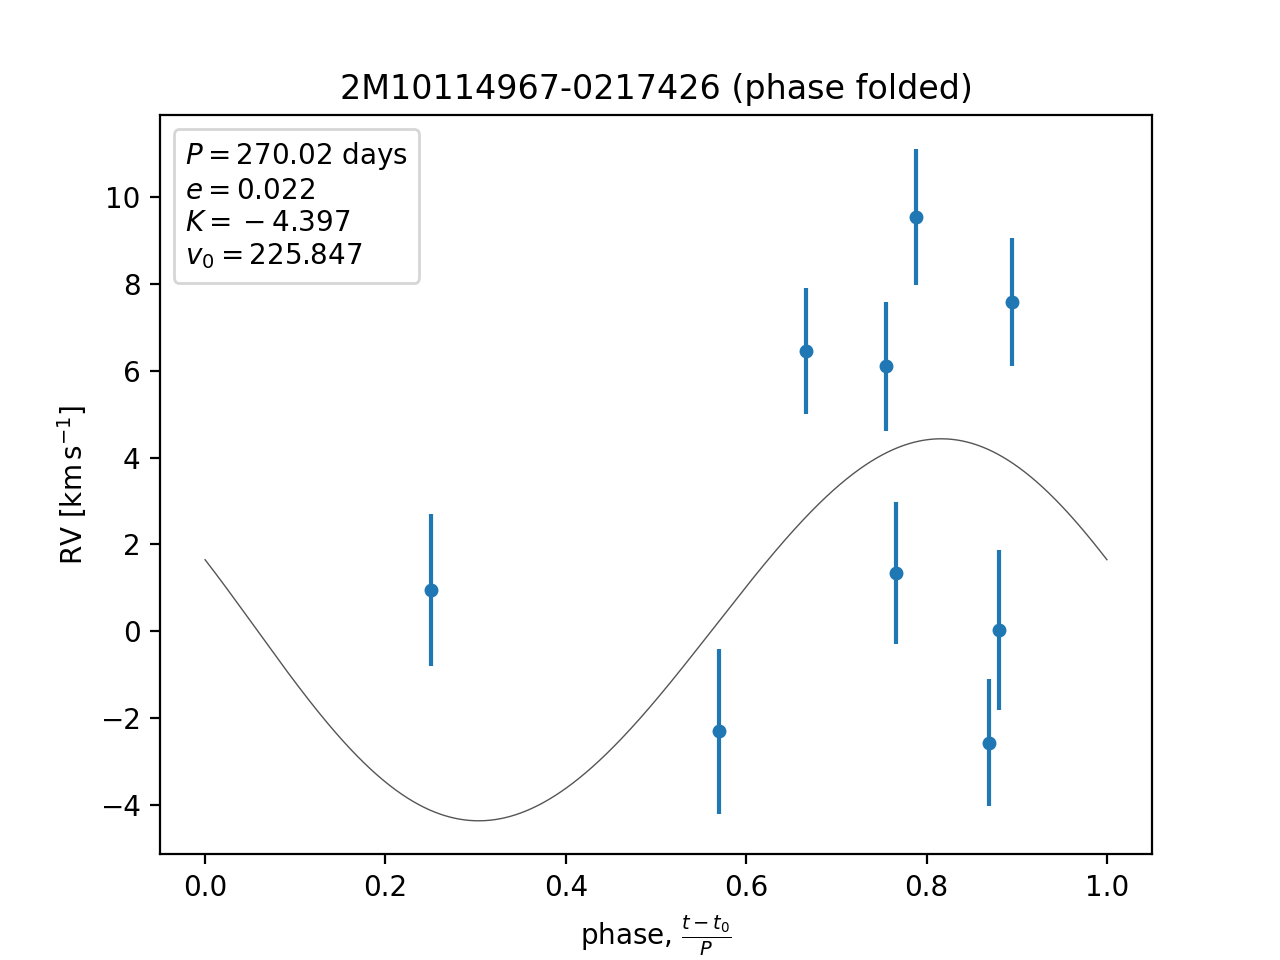 2M10114967-0217426 (phase folded)
P = 270.02 days
e = 0.022
K = −4.397
v₀ = 225.847
10
8
6
4
2
0
−2
−4
RV [km s⁻¹]
0.0 0.2 0.4 0.6 0.8 1.0
phase, (t − t₀)/P